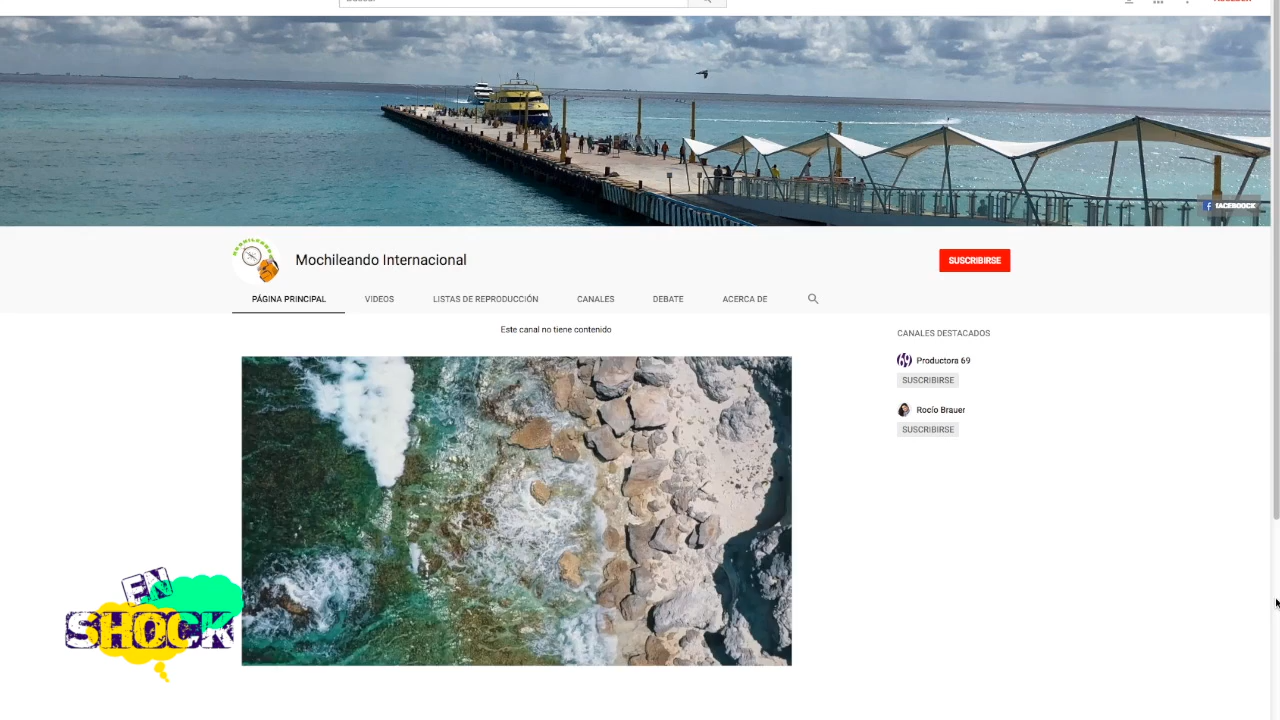 fACEBOOCK
Mochileando Internacional
SUSCRIBIRSE
PÁGINA PRINCIPAL VIDEOS LISTAS DE REPRODUCCIÓN CANALES DEBATE ACERCA DE
Este canal no tiene contenido
CANALES DESTACADOS
69 Productora 69
SUSCRIBIRSE
Rocío Brauer
SUSCRIBIRSE
EN
SHOCK